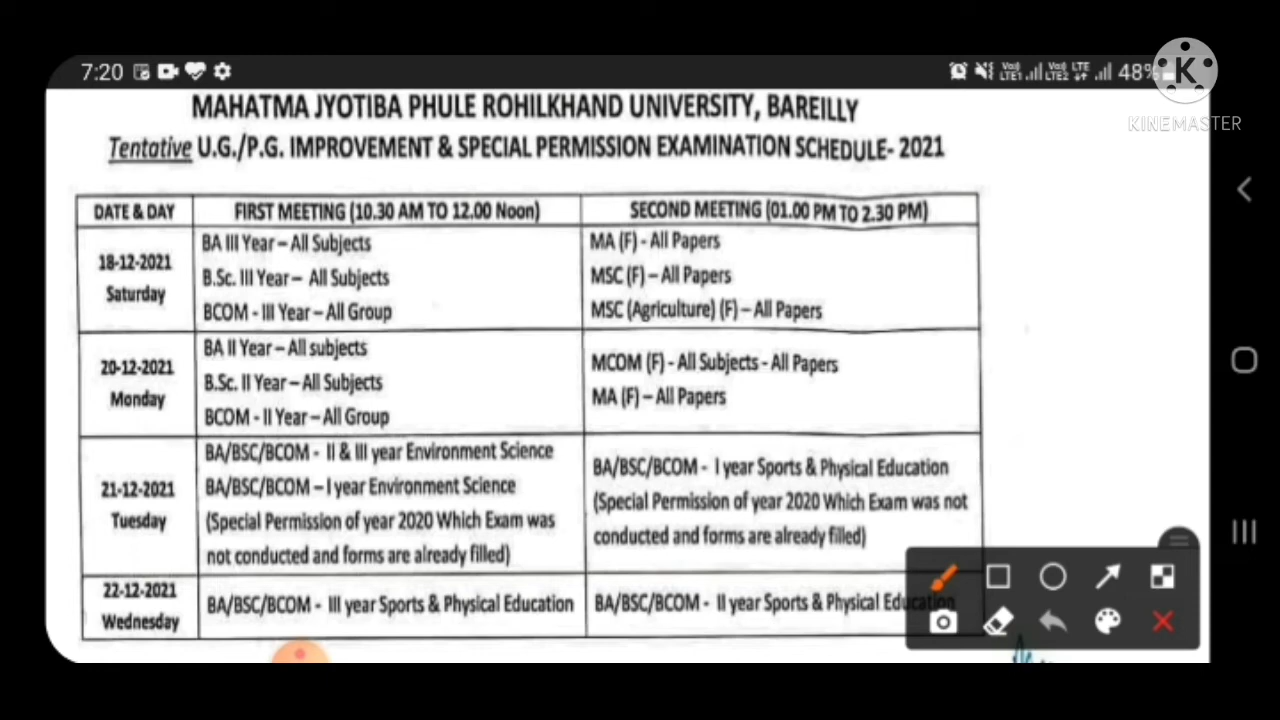 7:20
Vo)) LTE1 Vo)) LTE2 LTE 48%
K
KINEMASTER
MAHATMA JYOTIBA PHULE ROHILKHAND UNIVERSITY, BAREILLY
Tentative U.G./P.G. IMPROVEMENT & SPECIAL PERMISSION EXAMINATION SCHEDULE- 2021
DATE & DAY
FIRST MEETING (10.30 AM TO 12.00 Noon)
SECOND MEETING (01.00 PM TO 2.30 PM)
18-12-2021
Saturday
BA III Year – All Subjects
B.Sc. III Year – All Subjects
BCOM - III Year – All Group
MA (F) - All Papers
MSC (F) – All Papers
MSC (Agriculture) (F) – All Papers
20-12-2021
Monday
BA II Year – All subjects
B.Sc. II Year – All Subjects
BCOM - II Year – All Group
MCOM (F) - All Subjects - All Papers
MA (F) – All Papers
21-12-2021
Tuesday
BA/BSC/BCOM - II & III year Environment Science
BA/BSC/BCOM – I year Environment Science
(Special Permission of year 2020 Which Exam was
not conducted and forms are already filled)
BA/BSC/BCOM - I year Sports & Physical Education
(Special Permission of year 2020 Which Exam was not
conducted and forms are already filled)
22-12-2021
Wednesday
BA/BSC/BCOM - III year Sports & Physical Education
BA/BSC/BCOM - II year Sports & Physical Education